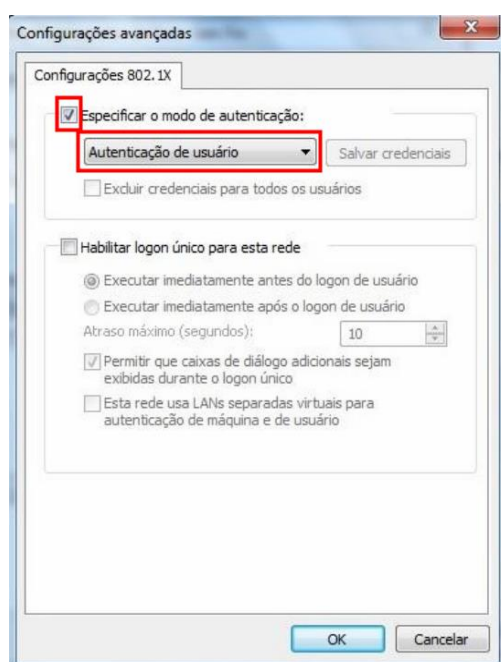 Configurações avançadas
Configurações 802.1X
Especificar o modo de autenticação:
Autenticação de usuário
Salvar credenciais
Excluir credenciais para todos os usuários
Habilitar logon único para esta rede
Executar imediatamente antes do logon de usuário
Executar imediatamente após o logon de usuário
Atraso máximo (segundos):
10
Permitir que caixas de diálogo adicionais sejam
exibidas durante o logon único
Esta rede usa LANs separadas virtuais para
autenticação de máquina e de usuário
OK
Cancelar